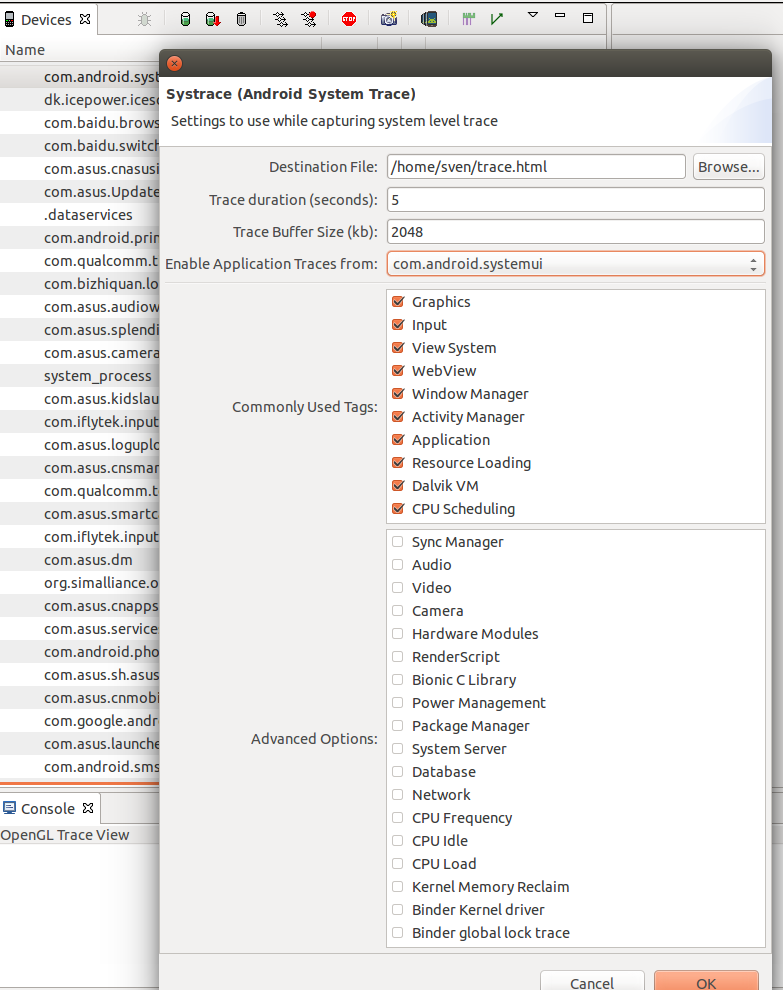 Devices
Name
com.android.syst
dk.icepower.iceso
com.baidu.brows
com.baidu.switch
com.asus.cnasusi
com.asus.Update
.dataservices
com.android.prin
com.qualcomm.t
com.bizhiquan.lo
com.asus.audiow
com.asus.splendi
com.asus.camera
system_process
com.asus.kidslau
com.iflytek.input
com.asus.loguplo
com.asus.cnsmar
com.qualcomm.t
com.asus.smartca
com.iflytek.input
com.asus.dm
org.simalliance.o
com.asus.cnapps
com.asus.service
com.android.pho
com.asus.sh.asus
com.asus.cnmobi
com.google.andr
com.asus.launche
com.android.sms
Console
OpenGL Trace View
STOP
Systrace (Android System Trace)
Settings to use while capturing system level trace
Destination File: /home/sven/trace.html Browse...
Trace duration (seconds): 5
Trace Buffer Size (kb): 2048
Enable Application Traces from: com.android.systemui
Commonly Used Tags:
Graphics
Input
View System
WebView
Window Manager
Activity Manager
Application
Resource Loading
Dalvik VM
CPU Scheduling
Advanced Options:
Sync Manager
Audio
Video
Camera
Hardware Modules
RenderScript
Bionic C Library
Power Management
Package Manager
System Server
Database
Network
CPU Frequency
CPU Idle
CPU Load
Kernel Memory Reclaim
Binder Kernel driver
Binder global lock trace
Cancel OK